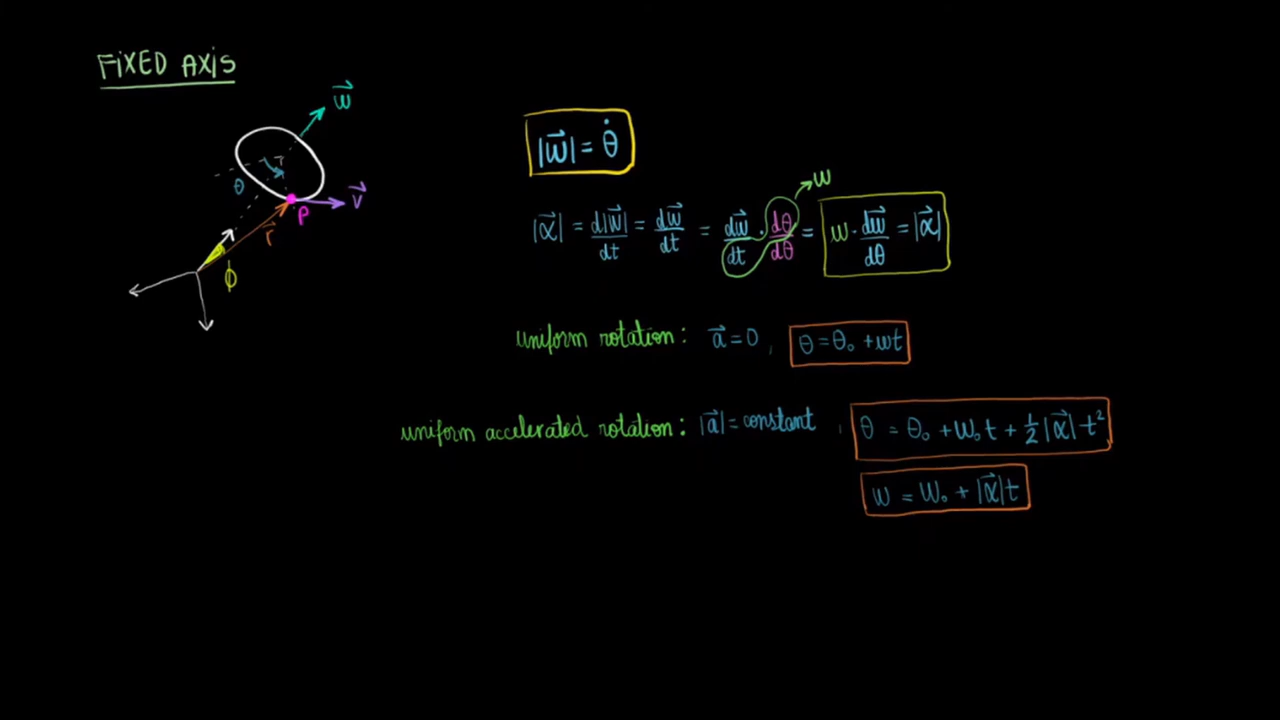 FiXED AXiS
w⃗
θ
P
v⃗
r⃗
ϕ
|w⃗| = θ̇
w
|α⃗| = d|w⃗|/dt = dw⃗/dt = dw⃗/dt · dθ/dθ = w · dw⃗/dθ = |α⃗|
uniform rotation: a⃗ = 0, θ = θ₀ + wt
uniform accelerated rotation: |a⃗| = constant, θ = θ₀ + w₀t + 1/2 |α⃗| t²
w = w₀ + |α⃗| t